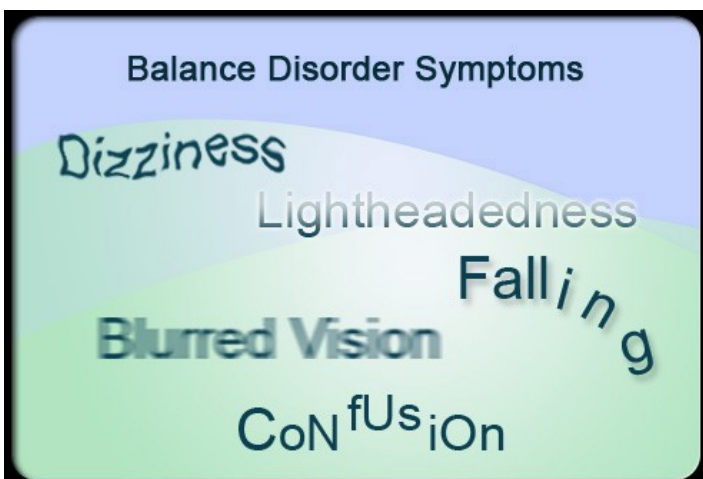 Balance Disorder Symptoms
Dizziness
Lightheadedness
Falling
Blurred Vision
CoNfUsiOn